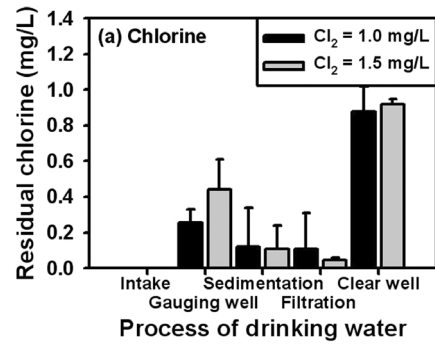 (a) Chlorine
Cl₂ = 1.0 mg/L
Cl₂ = 1.5 mg/L
Residual chlorine (mg/L)
1.4
1.2
1.0
0.8
0.6
0.4
0.2
0.0
Intake Sedimentation Clear well
Gauging well Filtration
Process of drinking water